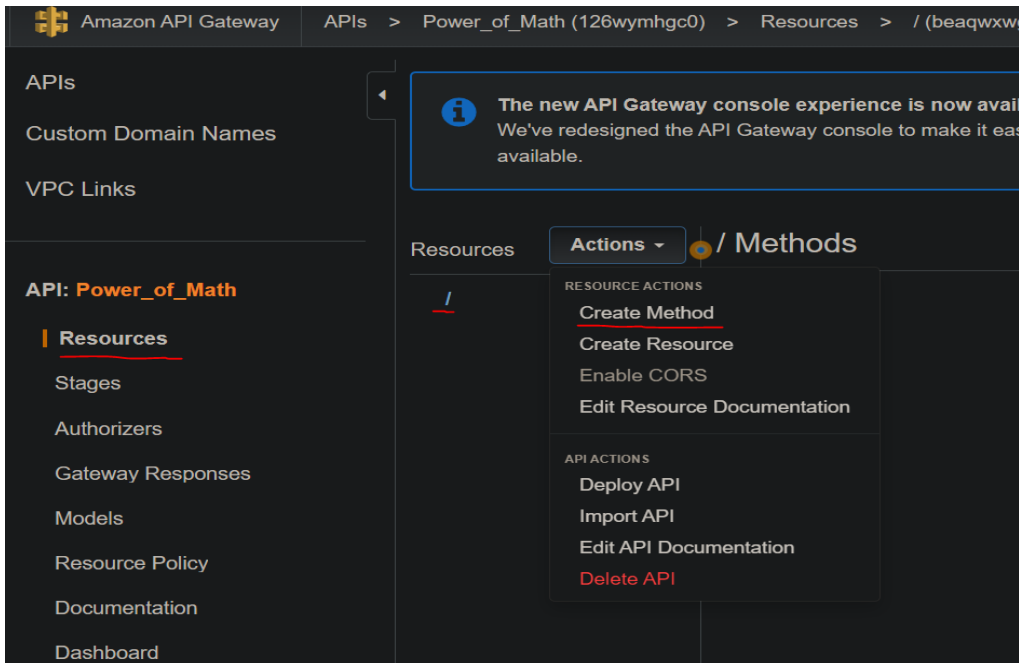 Amazon API Gateway APIs > Power_of_Math (126wymhgc0) > Resources > / (beaqwxw
APIs
Custom Domain Names
VPC Links
The new API Gateway console experience is now avai
We've redesigned the API Gateway console to make it eas
available.
Resources Actions / Methods
/
RESOURCE ACTIONS
Create Method
Create Resource
Enable CORS
Edit Resource Documentation
API ACTIONS
Deploy API
Import API
Edit API Documentation
Delete API
API: Power_of_Math
Resources
Stages
Authorizers
Gateway Responses
Models
Resource Policy
Documentation
Dashboard